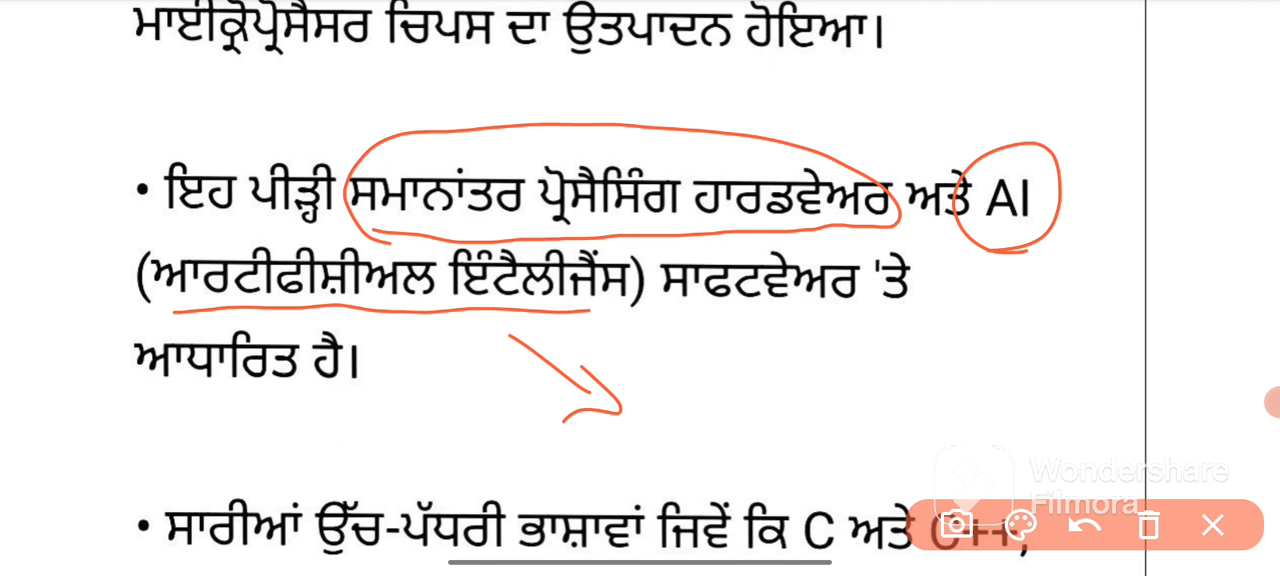 ਮਾਈਕ੍ਰੋਪ੍ਰੋਸੈਸਰ ਚਿਪਸ ਦਾ ਉਤਪਾਦਨ ਹੋਇਆ।
• ਇਹ ਪੀੜ੍ਹੀ ਸਮਾਨਾਂਤਰ ਪ੍ਰੋਸੈਸਿੰਗ ਹਾਰਡਵੇਅਰ ਅਤੇ AI
(ਆਰਟੀਫੀਸ਼ੀਅਲ ਇੰਟੈਲੀਜੈਂਸ) ਸਾਫਟਵੇਅਰ 'ਤੇ
ਆਧਾਰਿਤ ਹੈ।
Wondershare
Filmora
• ਸਾਰੀਆਂ ਉੱਚ-ਪੱਧਰੀ ਭਾਸ਼ਾਵਾਂ ਜਿਵੇਂ ਕਿ C ਅਤੇ C++,